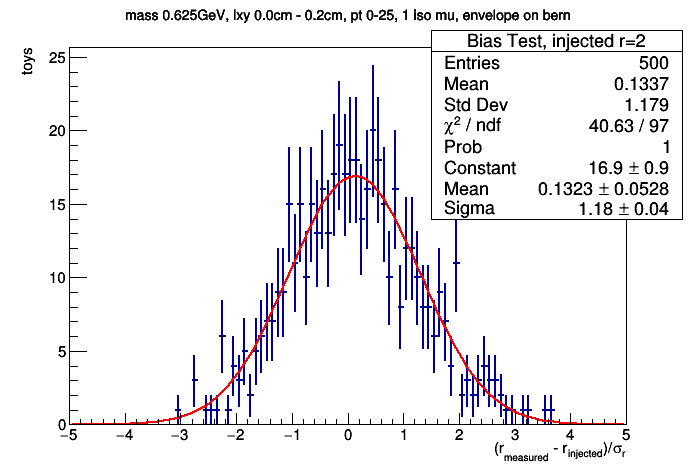 mass 0.625GeV, lxy 0.0cm - 0.2cm, pt 0-25, 1 Iso mu, envelope on bern
toys
Bias Test, injected r=2
Entries 500
Mean 0.1337
Std Dev 1.179
χ² / ndf 40.63 / 97
Prob 1
Constant 16.9 ± 0.9
Mean 0.1323 ± 0.0528
Sigma 1.18 ± 0.04
25
20
15
10
5
0
−5 −4 −3 −2 −1 0 1 2 3 4 5
(r_measured - r_injected)/σ_r